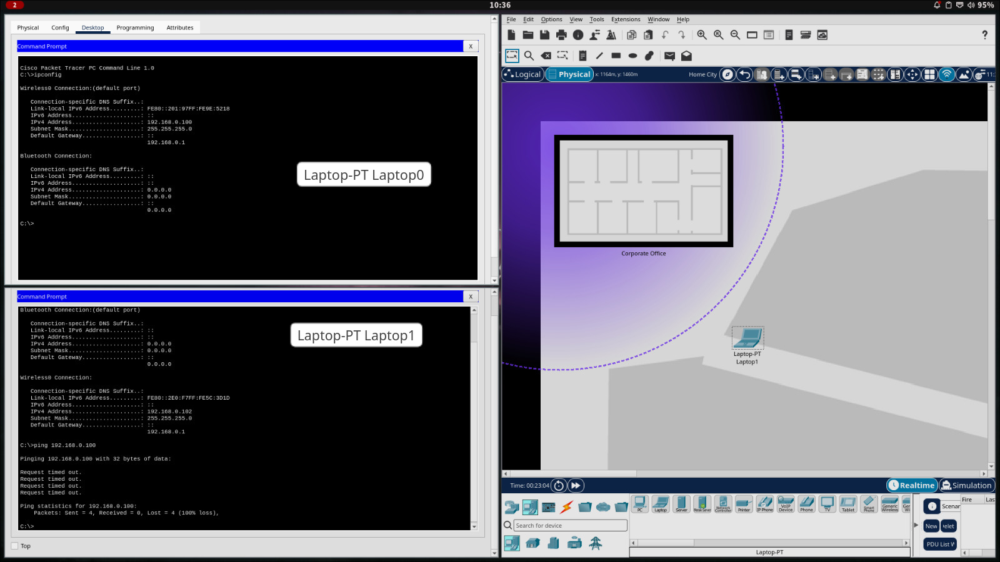 2
10:36
95%
Physical
Config
Desktop
Programming
Attributes
Command Prompt
X
Cisco Packet Tracer PC Command Line 1.0
C:\>ipconfig
Wireless0 Connection:(default port)
Connection-specific DNS Suffix..:
Link-local IPv6 Address.........: FE80::201:97FF:FE9E:5218
IPv6 Address....................: ::
IPv4 Address....................: 192.168.0.100
Subnet Mask.....................: 255.255.255.0
Default Gateway.................: ::
192.168.0.1
Bluetooth Connection:
Connection-specific DNS Suffix..:
Link-local IPv6 Address.........: ::
IPv6 Address....................: ::
IPv4 Address....................: 0.0.0.0
Subnet Mask.....................: 0.0.0.0
Default Gateway.................: ::
0.0.0.0
C:\>
Laptop-PT Laptop0
Command Prompt
X
Bluetooth Connection:(default port)
Connection-specific DNS Suffix..:
Link-local IPv6 Address.........: ::
IPv6 Address....................: ::
IPv4 Address....................: 0.0.0.0
Subnet Mask.....................: 0.0.0.0
Default Gateway.................: ::
0.0.0.0
Wireless0 Connection:
Connection-specific DNS Suffix..:
Link-local IPv6 Address.........: FE80::2E0:F7FF:FE5C:3D1D
IPv6 Address....................: ::
IPv4 Address....................: 192.168.0.102
Subnet Mask.....................: 255.255.255.0
Default Gateway.................: ::
192.168.0.1
C:\>ping 192.168.0.100
Pinging 192.168.0.100 with 32 bytes of data:
Request timed out.
Request timed out.
Request timed out.
Request timed out.
Ping statistics for 192.168.0.100:
Packets: Sent = 4, Received = 0, Lost = 4 (100% loss),
C:\>
Laptop-PT Laptop1
Top
File Edit Options View Tools Extensions Window Help
?
Logical
Physical
x: 1164m, y: 1460m
Home City
11:
Corporate Office
Laptop-PT
Laptop1
Time: 00:23:04
Realtime
Simulation
PC
Laptop
Server
Network Controller
Printer
IP Phone
VoIP Device
Phone
TV
Tablet
Smart Phone
Generic Wireless
Search for device
Laptop-PT
Scenar
New
elet
PDU List W
Fire
Las